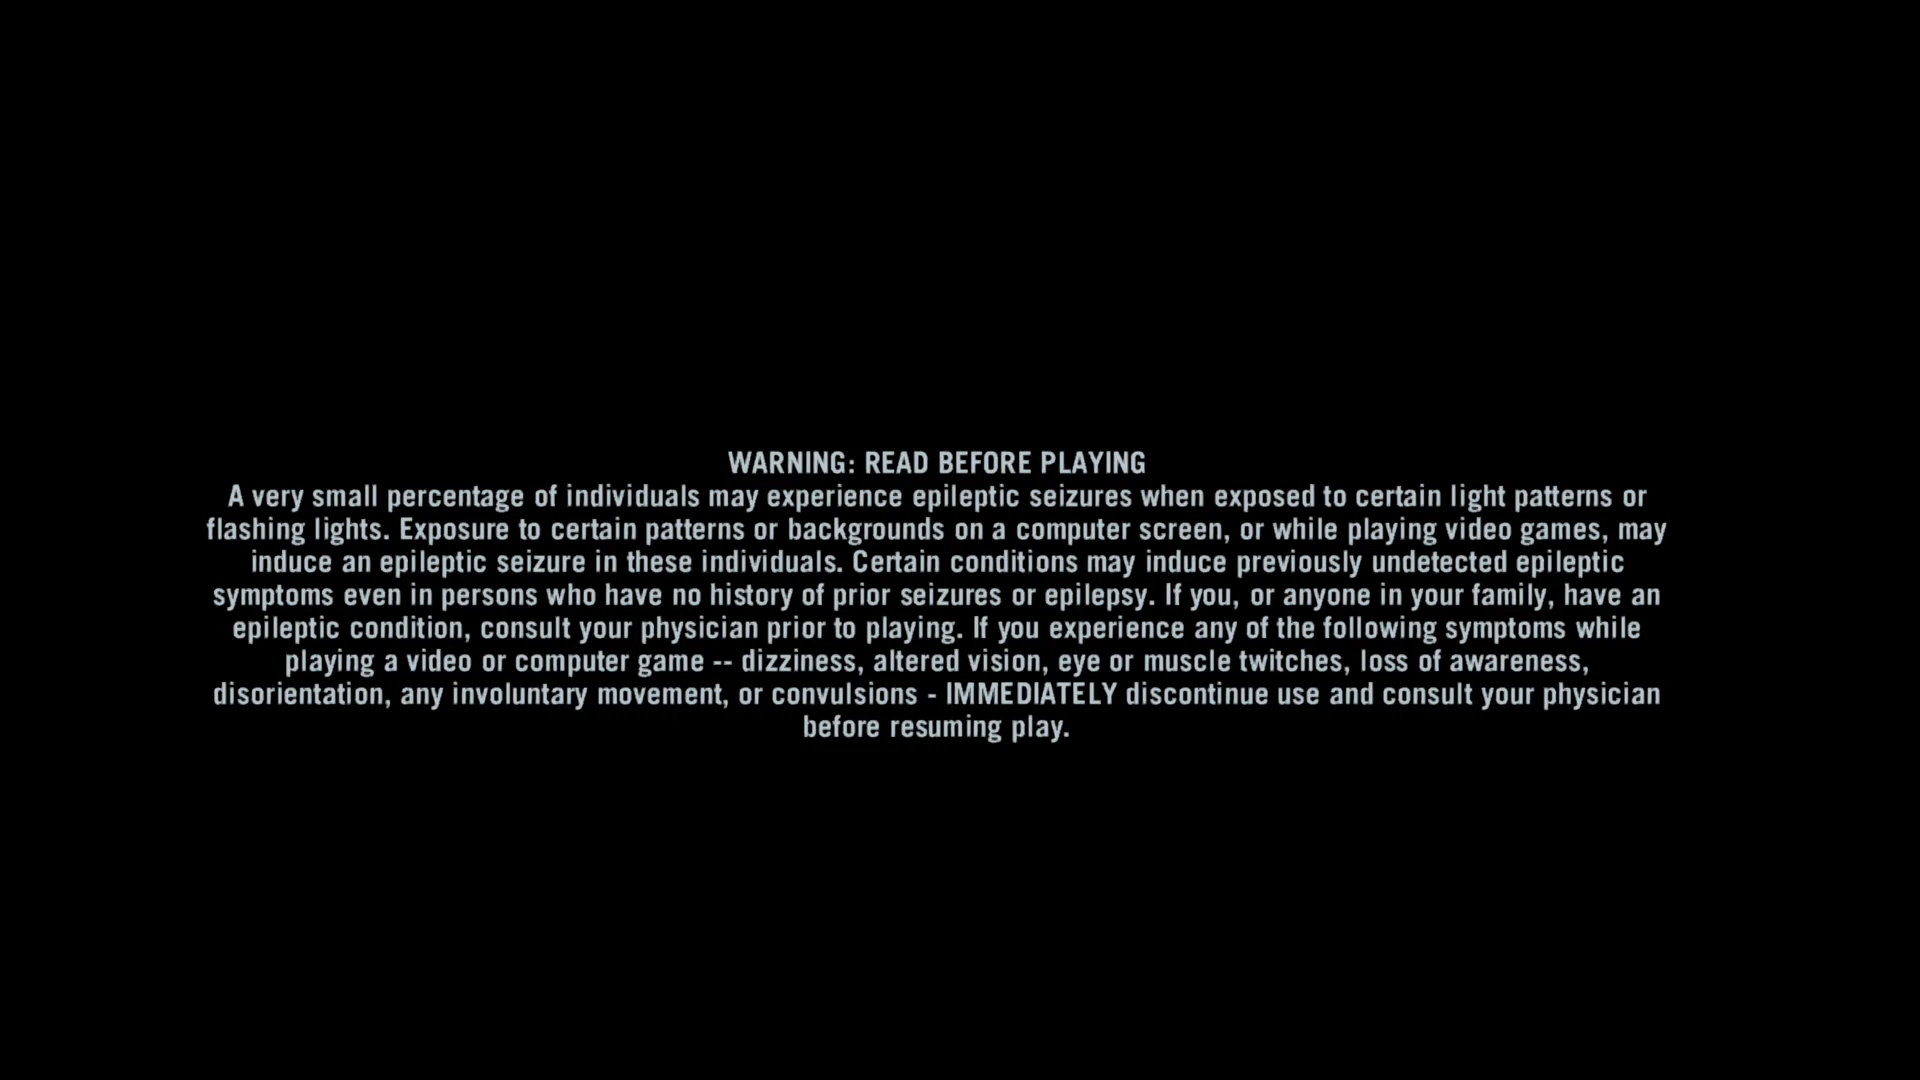 WARNING: READ BEFORE PLAYING
A very small percentage of individuals may experience epileptic seizures when exposed to certain light patterns or
flashing lights. Exposure to certain patterns or backgrounds on a computer screen, or while playing video games, may
induce an epileptic seizure in these individuals. Certain conditions may induce previously undetected epileptic
symptoms even in persons who have no history of prior seizures or epilepsy. If you, or anyone in your family, have an
epileptic condition, consult your physician prior to playing. If you experience any of the following symptoms while
playing a video or computer game -- dizziness, altered vision, eye or muscle twitches, loss of awareness,
disorientation, any involuntary movement, or convulsions - IMMEDIATELY discontinue use and consult your physician
before resuming play.